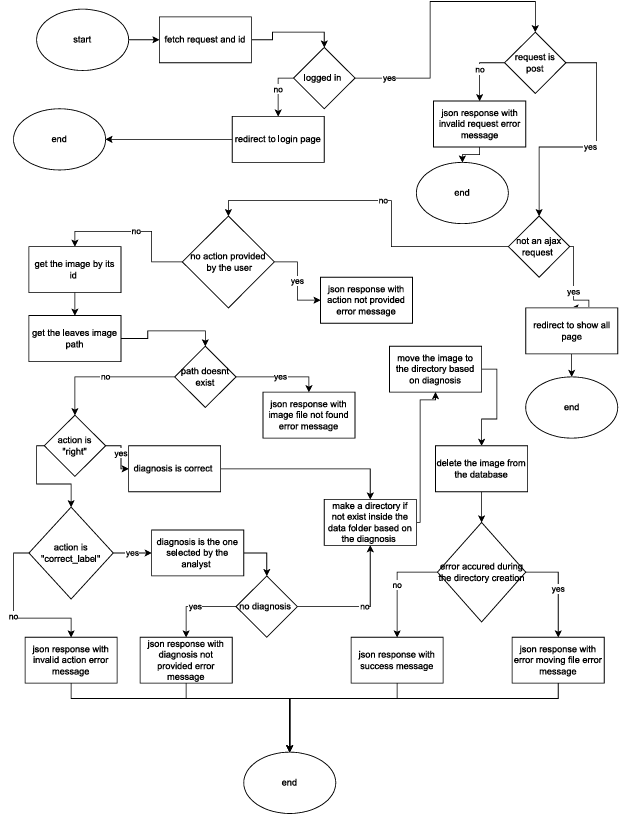 start
fetch request and id
logged in
yes
no
redirect to login page
end
request is
post
no
yes
json response with
invalid request error
message
end
not an ajax
request
no
yes
redirect to show all
page
end
no action provided
by the user
no
yes
json response with
action not provided
error message
get the image by its
id
get the leaves image
path
path doesnt
exist
no
yes
json response with
image file not found
error message
move the image to
the directory based
on diagnosis
action is
"right"
yes
diagnosis is correct
delete the image from
the database
make a directory if
not exist inside the
data folder based on
the diagnosis
action is
"correct_label"
yes
no
diagnosis is the one
selected by the
analyst
no diagnosis
yes
no
error accured during
the directory creation
no
yes
json response with
invalid action error
message
json response with
diagnosis not
provided error
message
json response with
success message
json response with
error moving file error
message
end